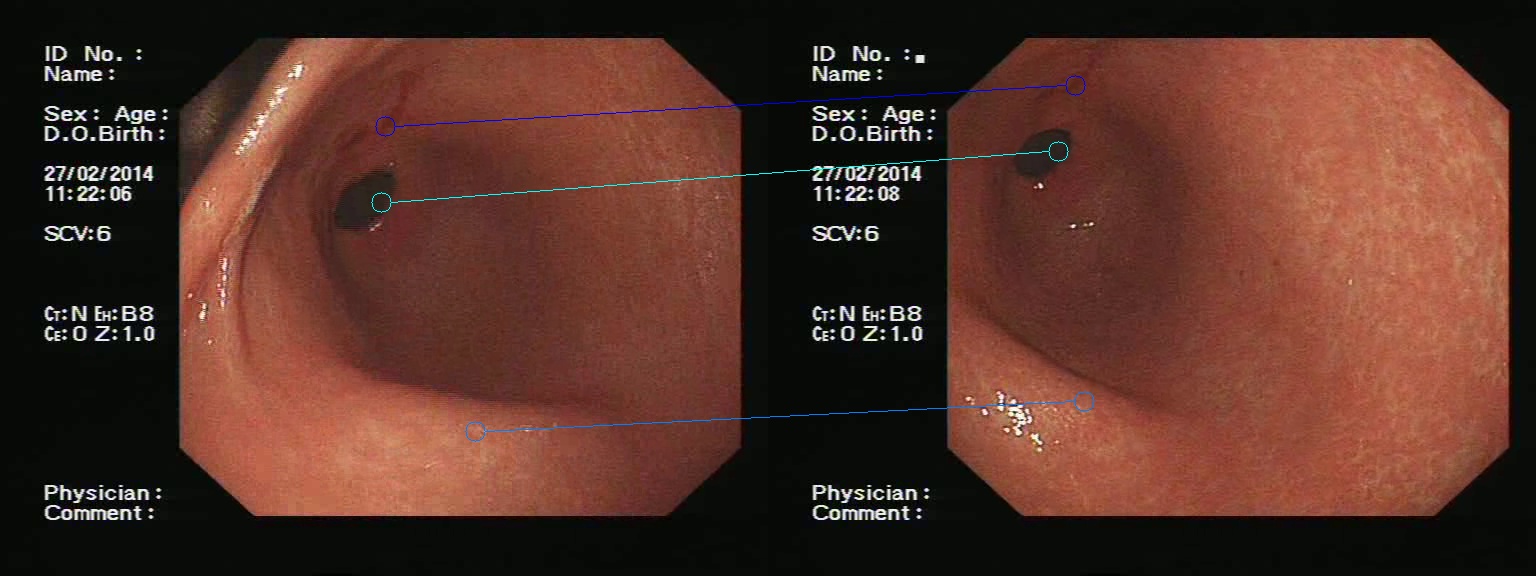 ID No. :
Name:
Sex: Age:
D.O.Birth:
27/02/2014
11:22:06
SCV:6
CT:N EH:B8
CE:0 Z:1.0
Physician:
Comment:
ID No. :
Name:
Sex: Age:
D.O.Birth:
27/02/2014
11:22:08
SCV:6
CT:N EH:B8
CE:0 Z:1.0
Physician:
Comment: